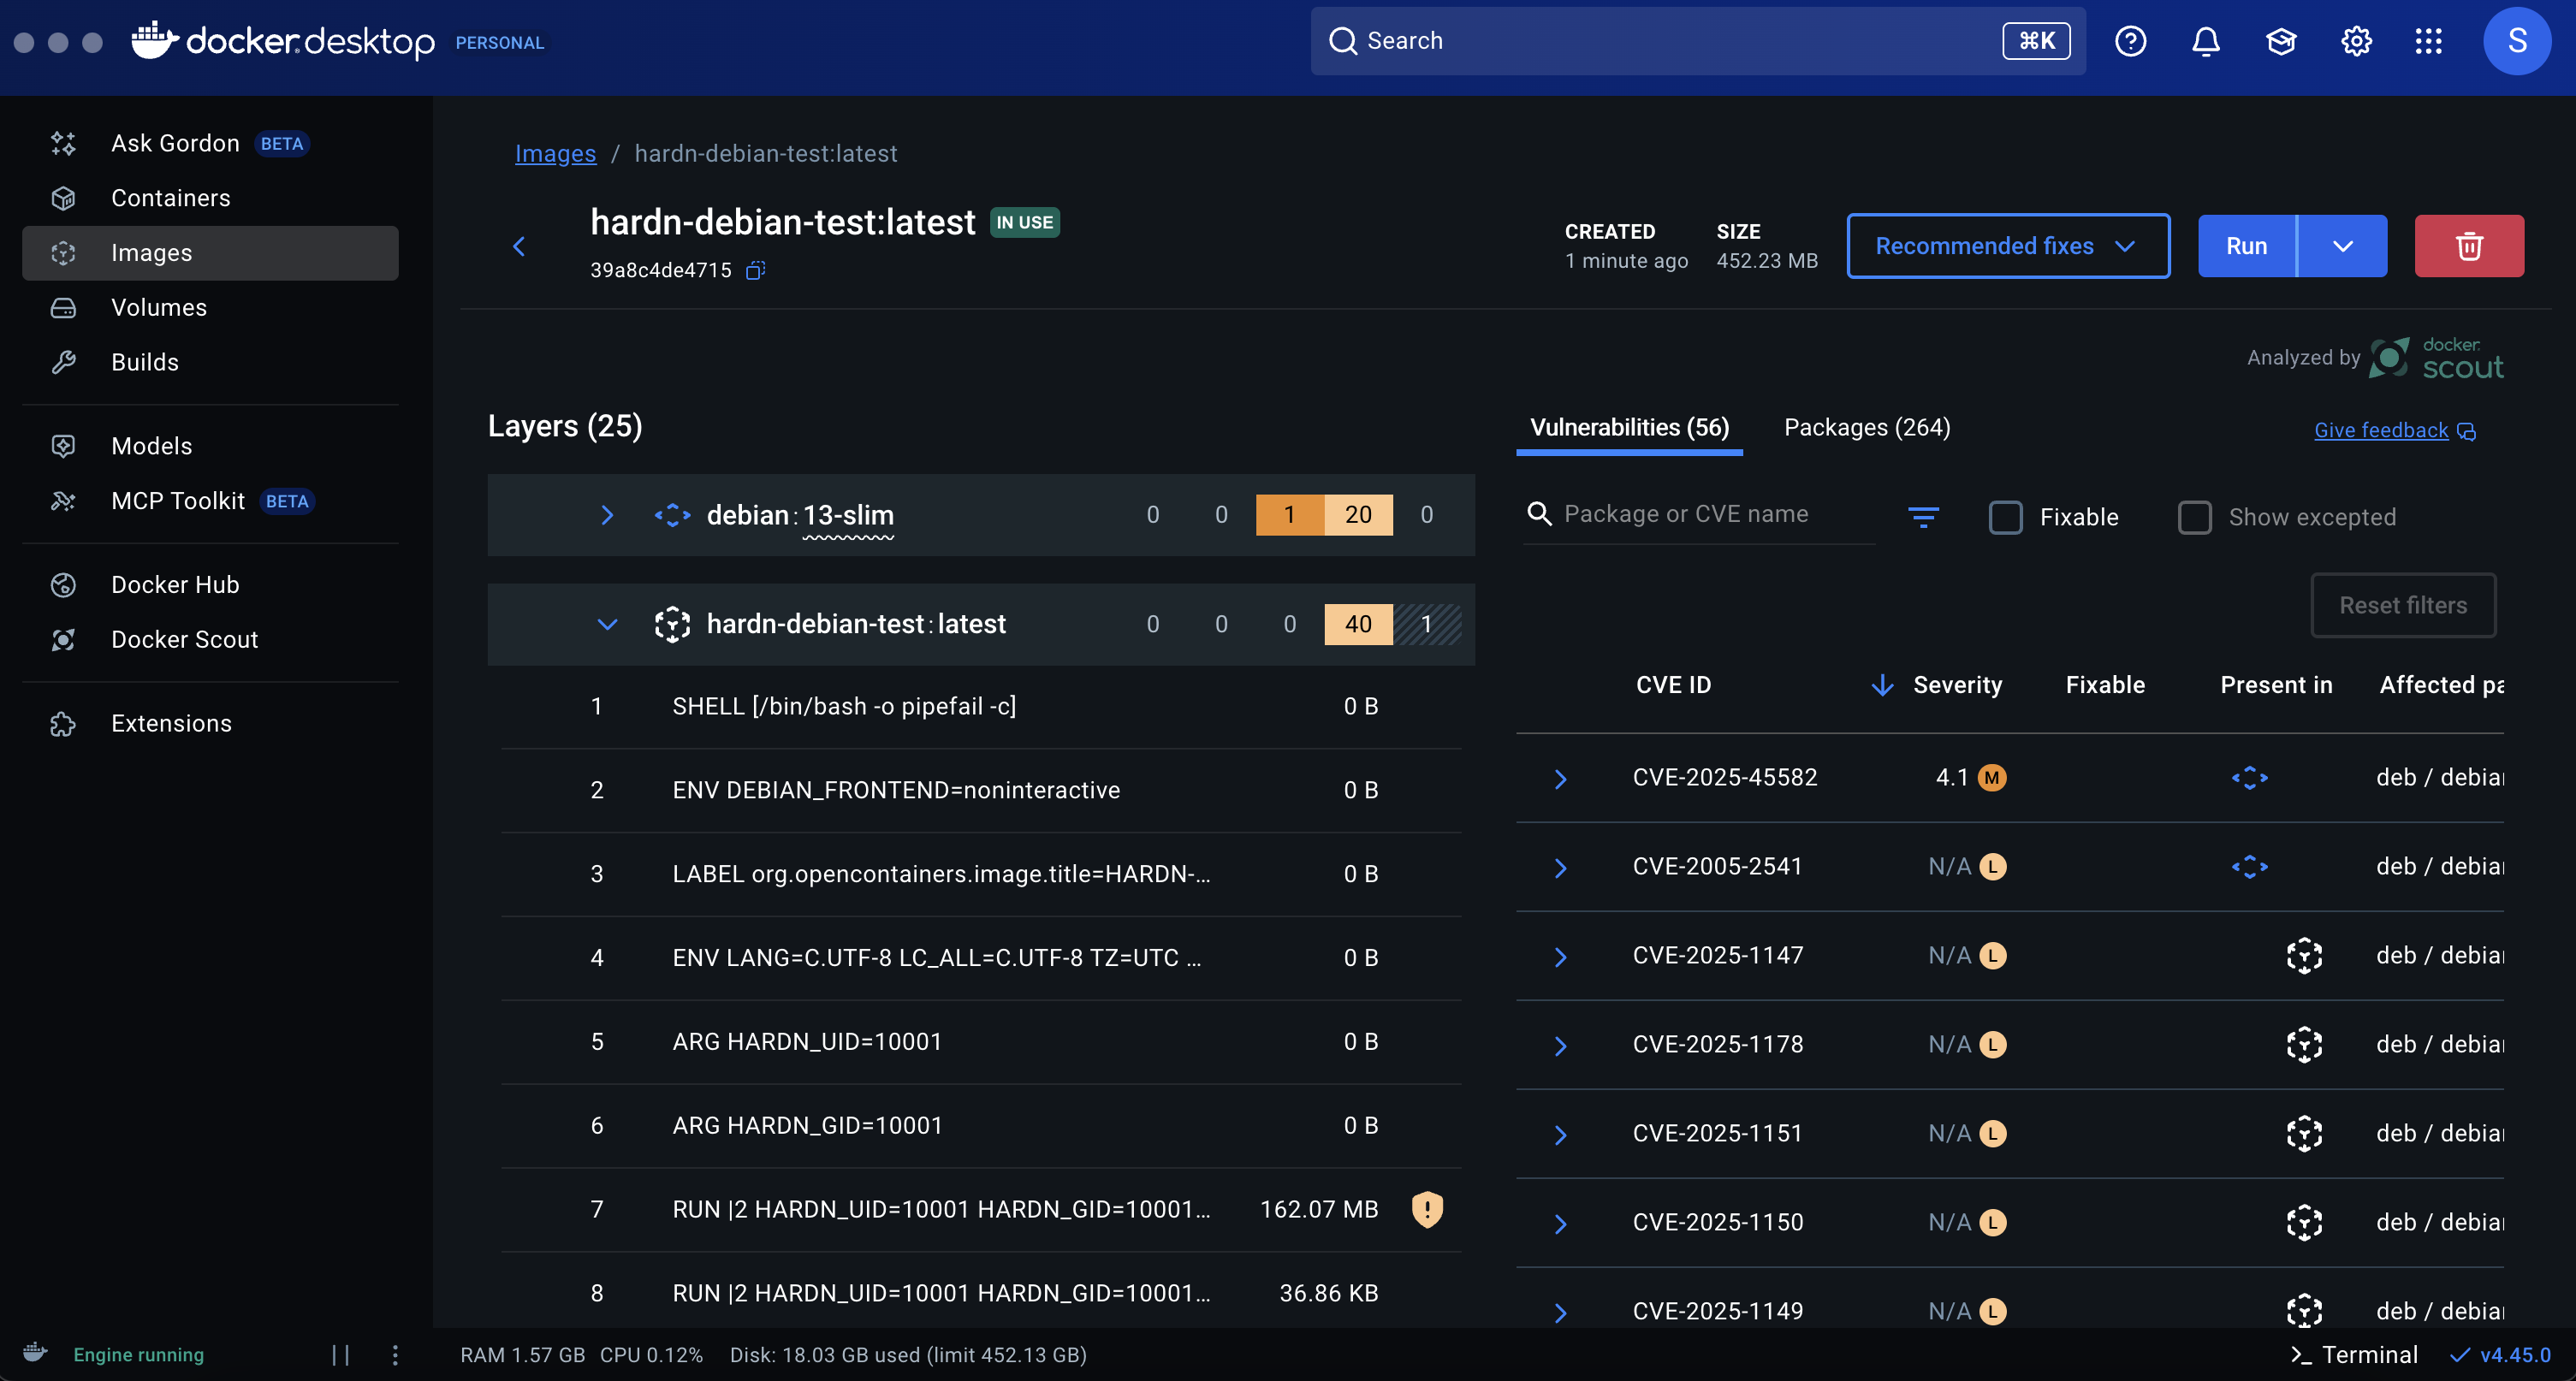 docker.desktop PERSONAL
Search
⌘K
S
Ask Gordon BETA
Containers
Images
Volumes
Builds
Models
MCP Toolkit BETA
Docker Hub
Docker Scout
Extensions
Images / hardn-debian-test:latest
hardn-debian-test:latest IN USE
39a8c4de4715
CREATED
1 minute ago
SIZE
452.23 MB
Recommended fixes
Run
Analyzed by docker scout
Layers (25)
debian:13-slim 0 0 1 20 0
hardn-debian-test:latest 0 0 0 40 1
1 SHELL [/bin/bash -o pipefail -c] 0 B
2 ENV DEBIAN_FRONTEND=noninteractive 0 B
3 LABEL org.opencontainers.image.title=HARDN-... 0 B
4 ENV LANG=C.UTF-8 LC_ALL=C.UTF-8 TZ=UTC ... 0 B
5 ARG HARDN_UID=10001 0 B
6 ARG HARDN_GID=10001 0 B
7 RUN |2 HARDN_UID=10001 HARDN_GID=10001... 162.07 MB
8 RUN |2 HARDN_UID=10001 HARDN_GID=10001... 36.86 KB
Vulnerabilities (56)
Packages (264)
Give feedback
Package or CVE name
Fixable
Show excepted
Reset filters
CVE ID Severity Fixable Present in Affected pa
CVE-2025-45582 4.1 M deb / debia
CVE-2005-2541 N/A L deb / debia
CVE-2025-1147 N/A L deb / debia
CVE-2025-1178 N/A L deb / debia
CVE-2025-1151 N/A L deb / debia
CVE-2025-1150 N/A L deb / debia
CVE-2025-1149 N/A L deb / debia
Engine running
RAM 1.57 GB CPU 0.12% Disk: 18.03 GB used (limit 452.13 GB)
>_ Terminal
v4.45.0